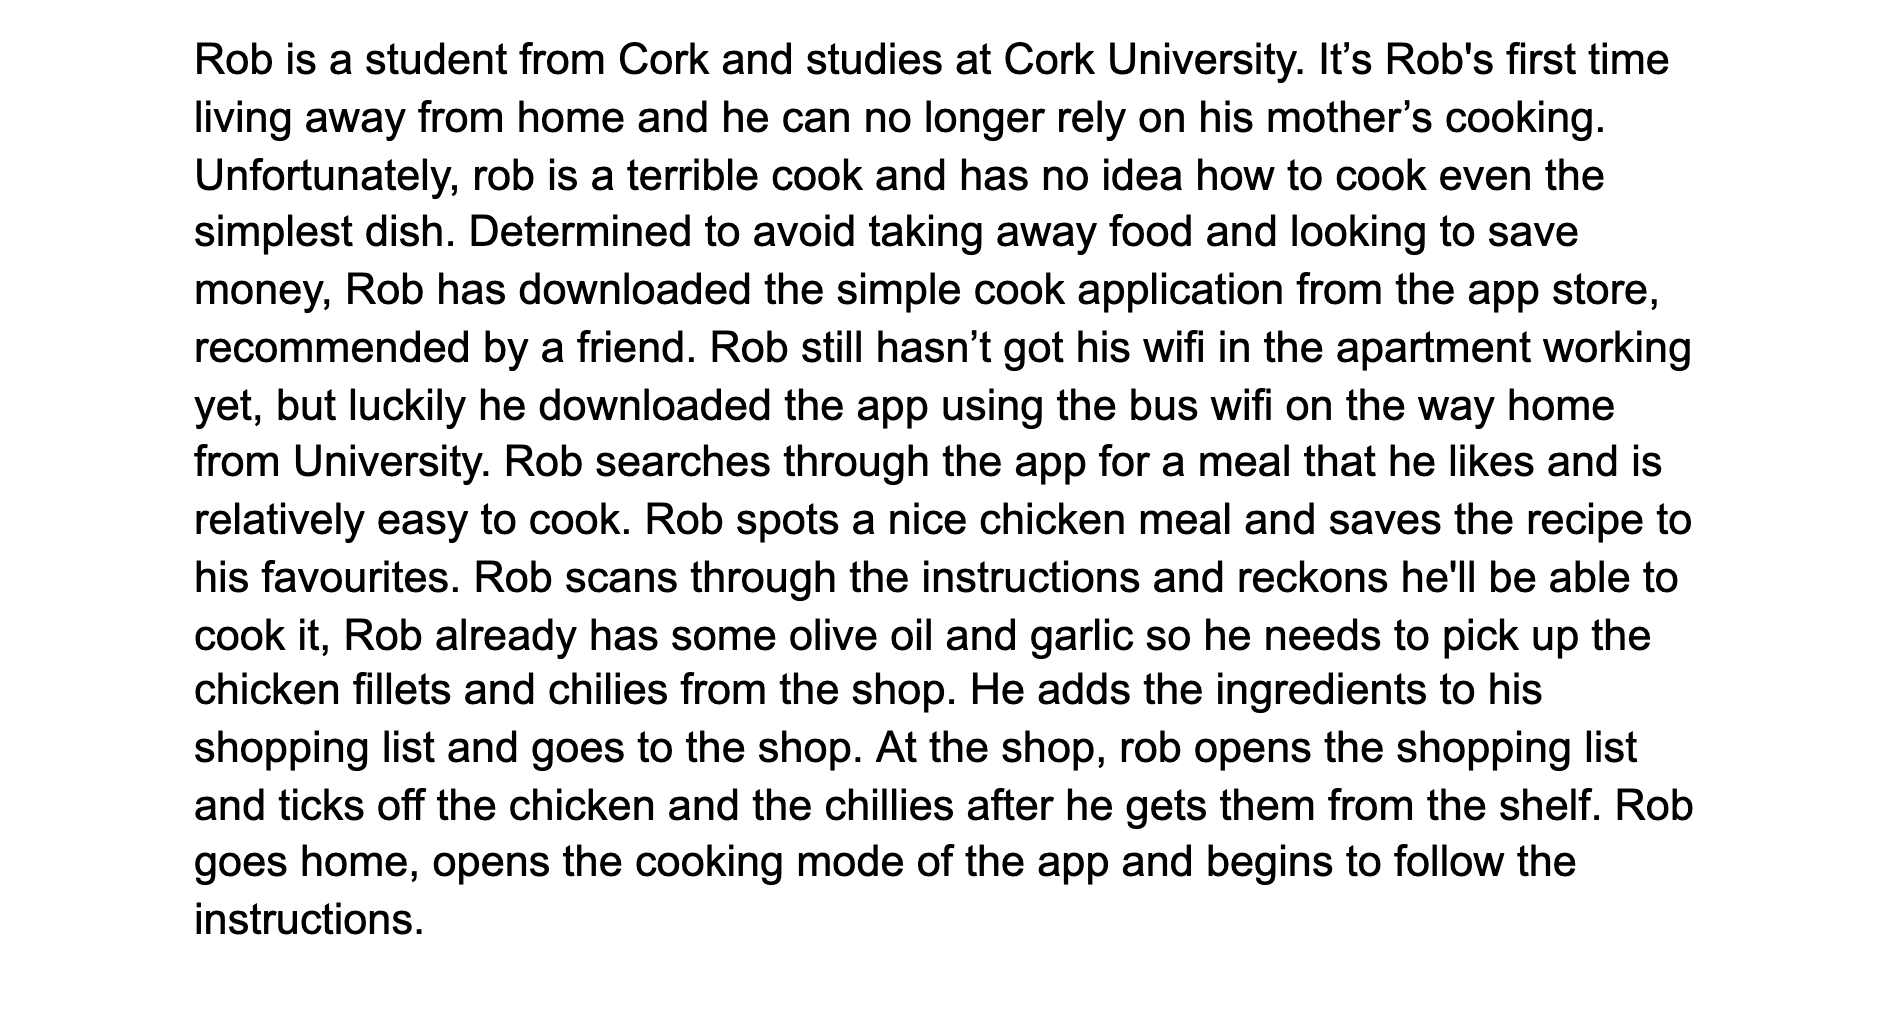 Rob is a student from Cork and studies at Cork University. It’s Rob's first time
living away from home and he can no longer rely on his mother’s cooking.
Unfortunately, rob is a terrible cook and has no idea how to cook even the
simplest dish. Determined to avoid taking away food and looking to save
money, Rob has downloaded the simple cook application from the app store,
recommended by a friend. Rob still hasn’t got his wifi in the apartment working
yet, but luckily he downloaded the app using the bus wifi on the way home
from University. Rob searches through the app for a meal that he likes and is
relatively easy to cook. Rob spots a nice chicken meal and saves the recipe to
his favourites. Rob scans through the instructions and reckons he'll be able to
cook it, Rob already has some olive oil and garlic so he needs to pick up the
chicken fillets and chilies from the shop. He adds the ingredients to his
shopping list and goes to the shop. At the shop, rob opens the shopping list
and ticks off the chicken and the chillies after he gets them from the shelf. Rob
goes home, opens the cooking mode of the app and begins to follow the
instructions.